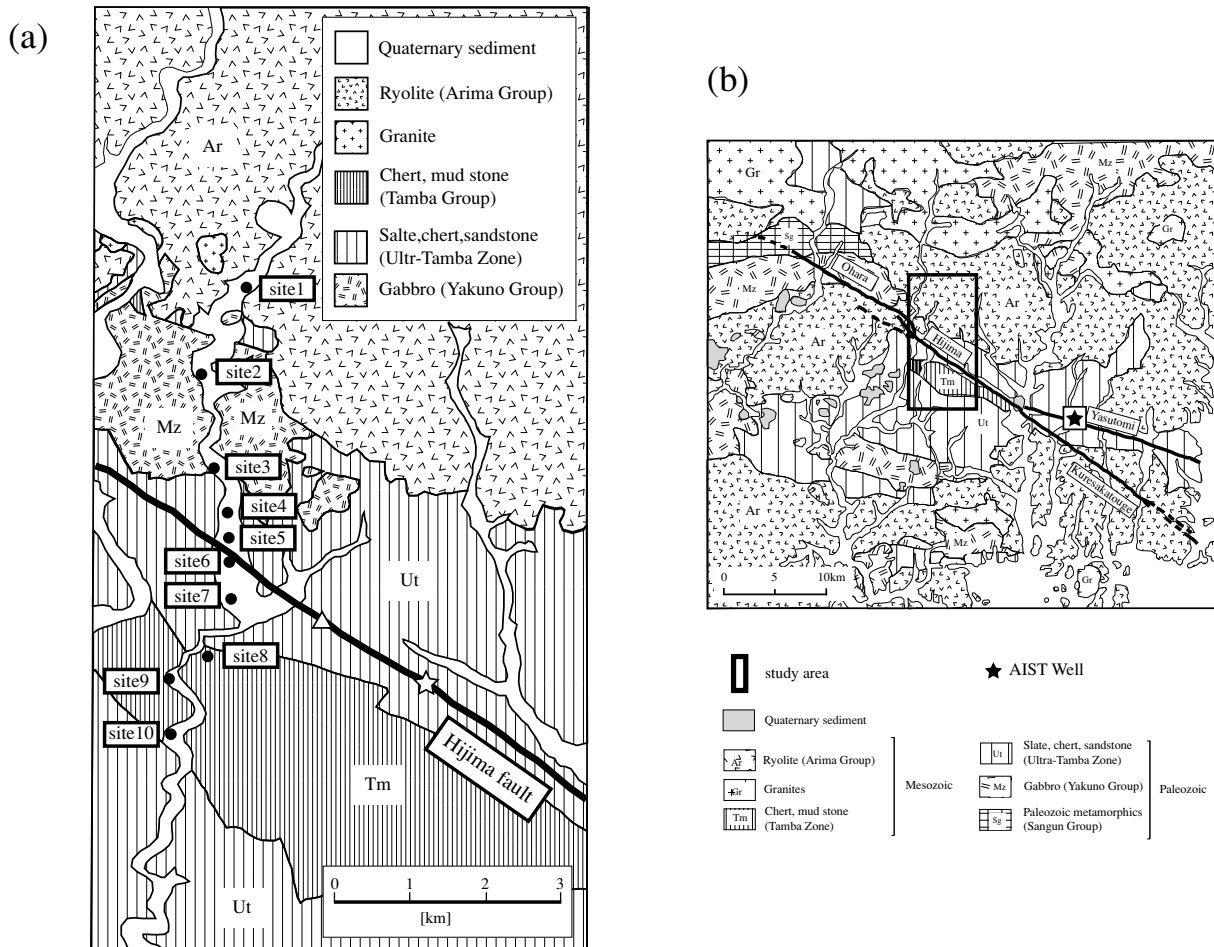 (a)
Quaternary sediment
Ryolite (Arima Group)
Granite
Chert, mud stone
(Tamba Group)
Salte,chert,sandstone
(Ultr-Tamba Zone)
Gabbro (Yakuno Group)
Ar
site1
site2
Mz
Mz
site3
site4
site5
site6
Ut
site7
site8
site9
site10
Tm
Hijima fault
Ut
0 1 2 3
[km]
(b)
Gr
Mz
Gr
Sg
Ohara
Mz
Ar
Ar
Hijima
Tm
Ut
Yasutomi
Kuresakatouge
Ar
Mz
Gr
0 5 10km
study area
AIST Well
Quaternary sediment
Ar
Ryolite (Arima Group)
Gr
Granites
Tm
Chert, mud stone
(Tamba Zone)
Mesozoic
Ut
Slate, chert, sandstone
(Ultra-Tamba Zone)
Mz
Gabbro (Yakuno Group)
Sg
Paleozoic metamorphics
(Sangun Group)
Paleozoic